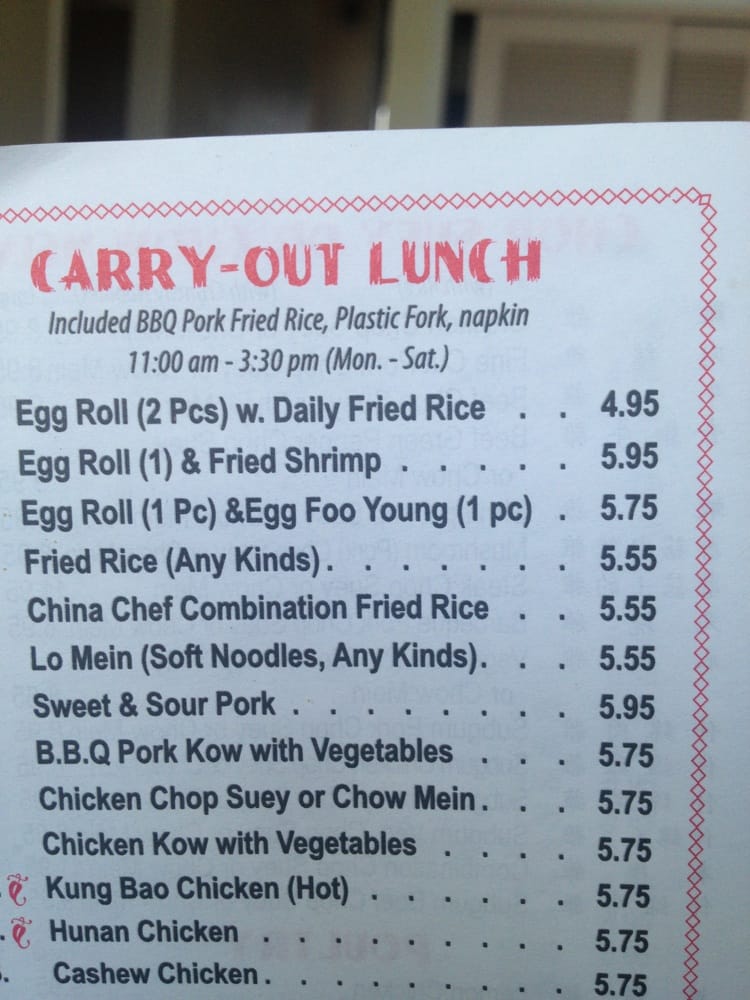 CARRY-OUT LUNCH
Included BBQ Pork Fried Rice, Plastic Fork, napkin
11:00 am - 3:30 pm (Mon. - Sat.)
Egg Roll (2 Pcs) w. Daily Fried Rice . . 4.95
Egg Roll (1) & Fried Shrimp . . . . . 5.95
Egg Roll (1 Pc) &Egg Foo Young (1 pc) . 5.75
Fried Rice (Any Kinds). . . . . . . 5.55
China Chef Combination Fried Rice . . 5.55
Lo Mein (Soft Noodles, Any Kinds). . . 5.55
Sweet & Sour Pork . . . . . . . . 5.95
B.B.Q Pork Kow with Vegetables . . . 5.75
Chicken Chop Suey or Chow Mein. . . 5.75
Chicken Kow with Vegetables . . . . 5.75
Kung Bao Chicken (Hot) . . . . . . 5.75
Hunan Chicken . . . . . . . . . 5.75
Cashew Chicken. . . . . . . . . 5.75